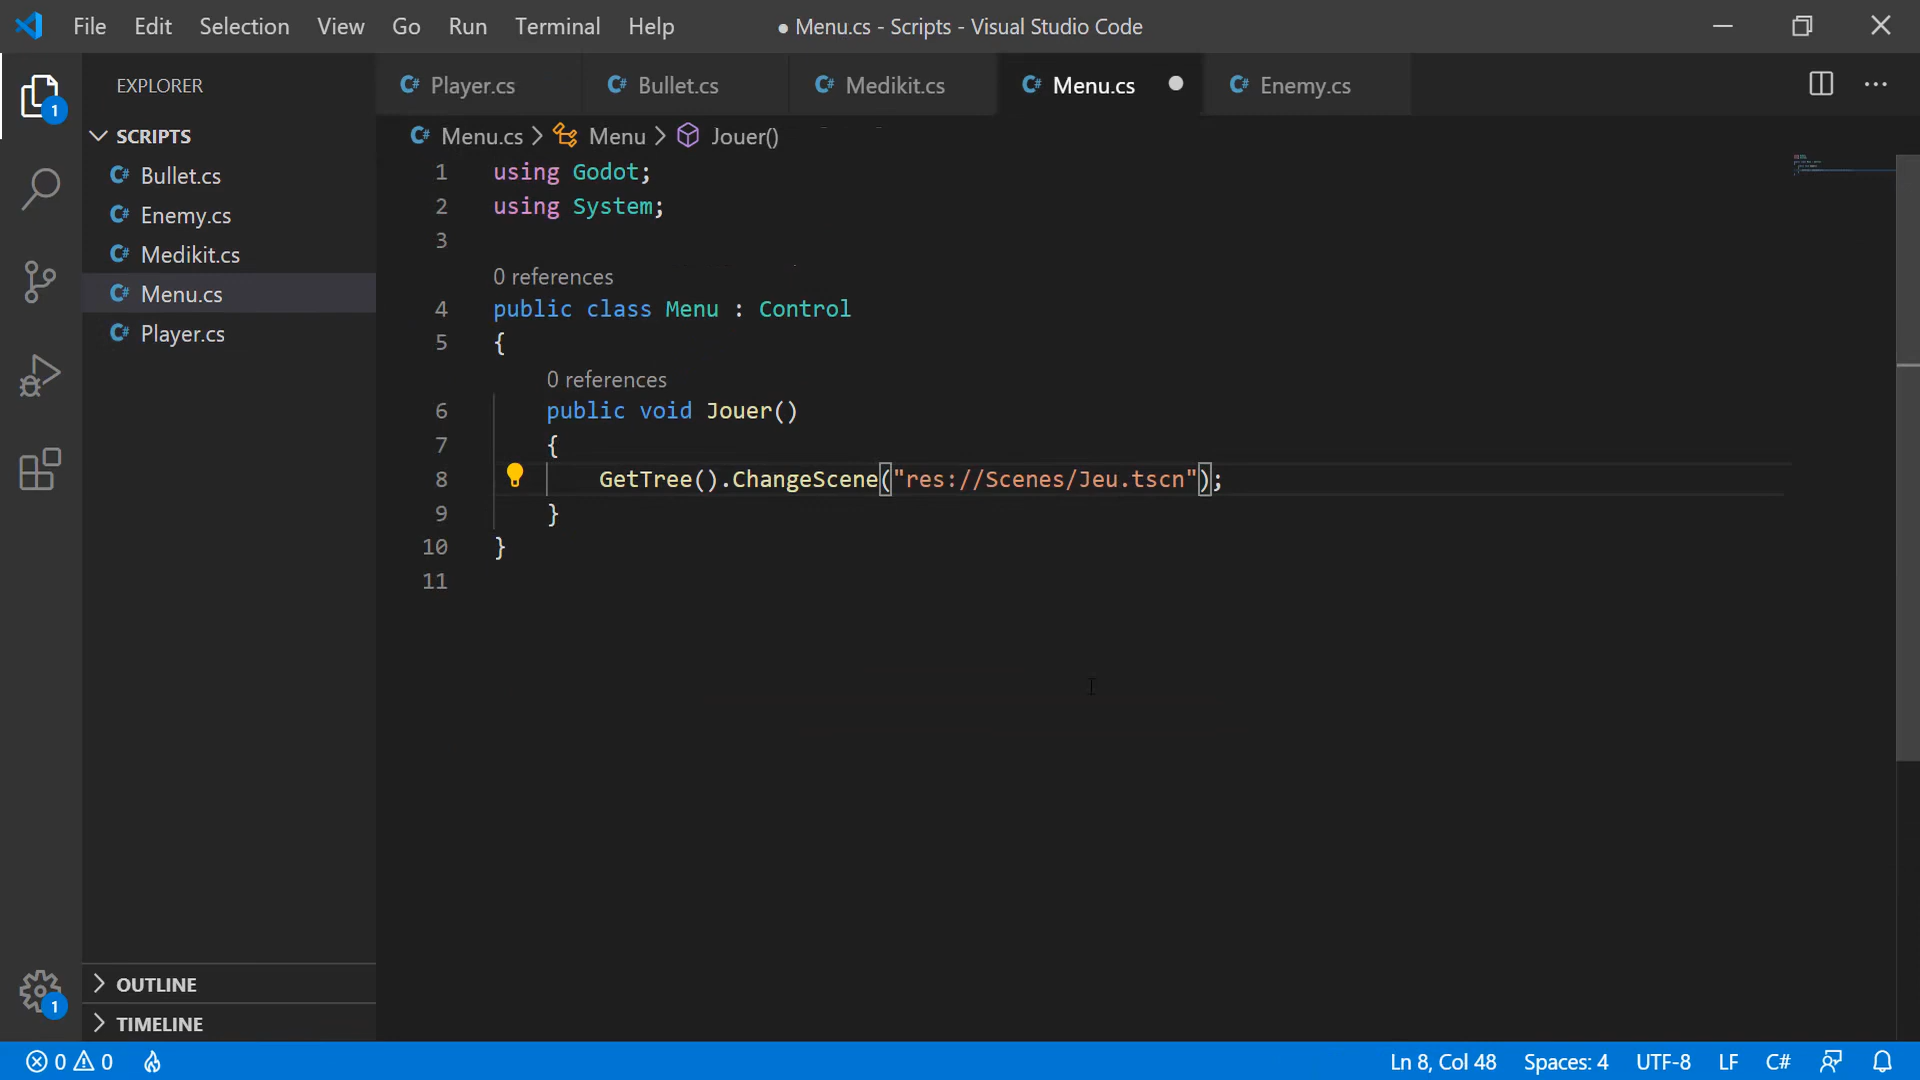 File Edit Selection View Go Run Terminal Help ● Menu.cs - Scripts - Visual Studio Code
EXPLORER
Player.cs Bullet.cs Medikit.cs Menu.cs Enemy.cs
1
SCRIPTS
Menu.cs > Menu > Jouer()
Bullet.cs
Enemy.cs
Medikit.cs
Menu.cs
Player.cs
1 using Godot;
2 using System;
3
0 references
4 public class Menu : Control
5 {
0 references
6 public void Jouer()
7 {
8 GetTree().ChangeScene("res://Scenes/Jeu.tscn");
9 }
10 }
11
OUTLINE
1
TIMELINE
0 0 Ln 8, Col 48 Spaces: 4 UTF-8 LF C#